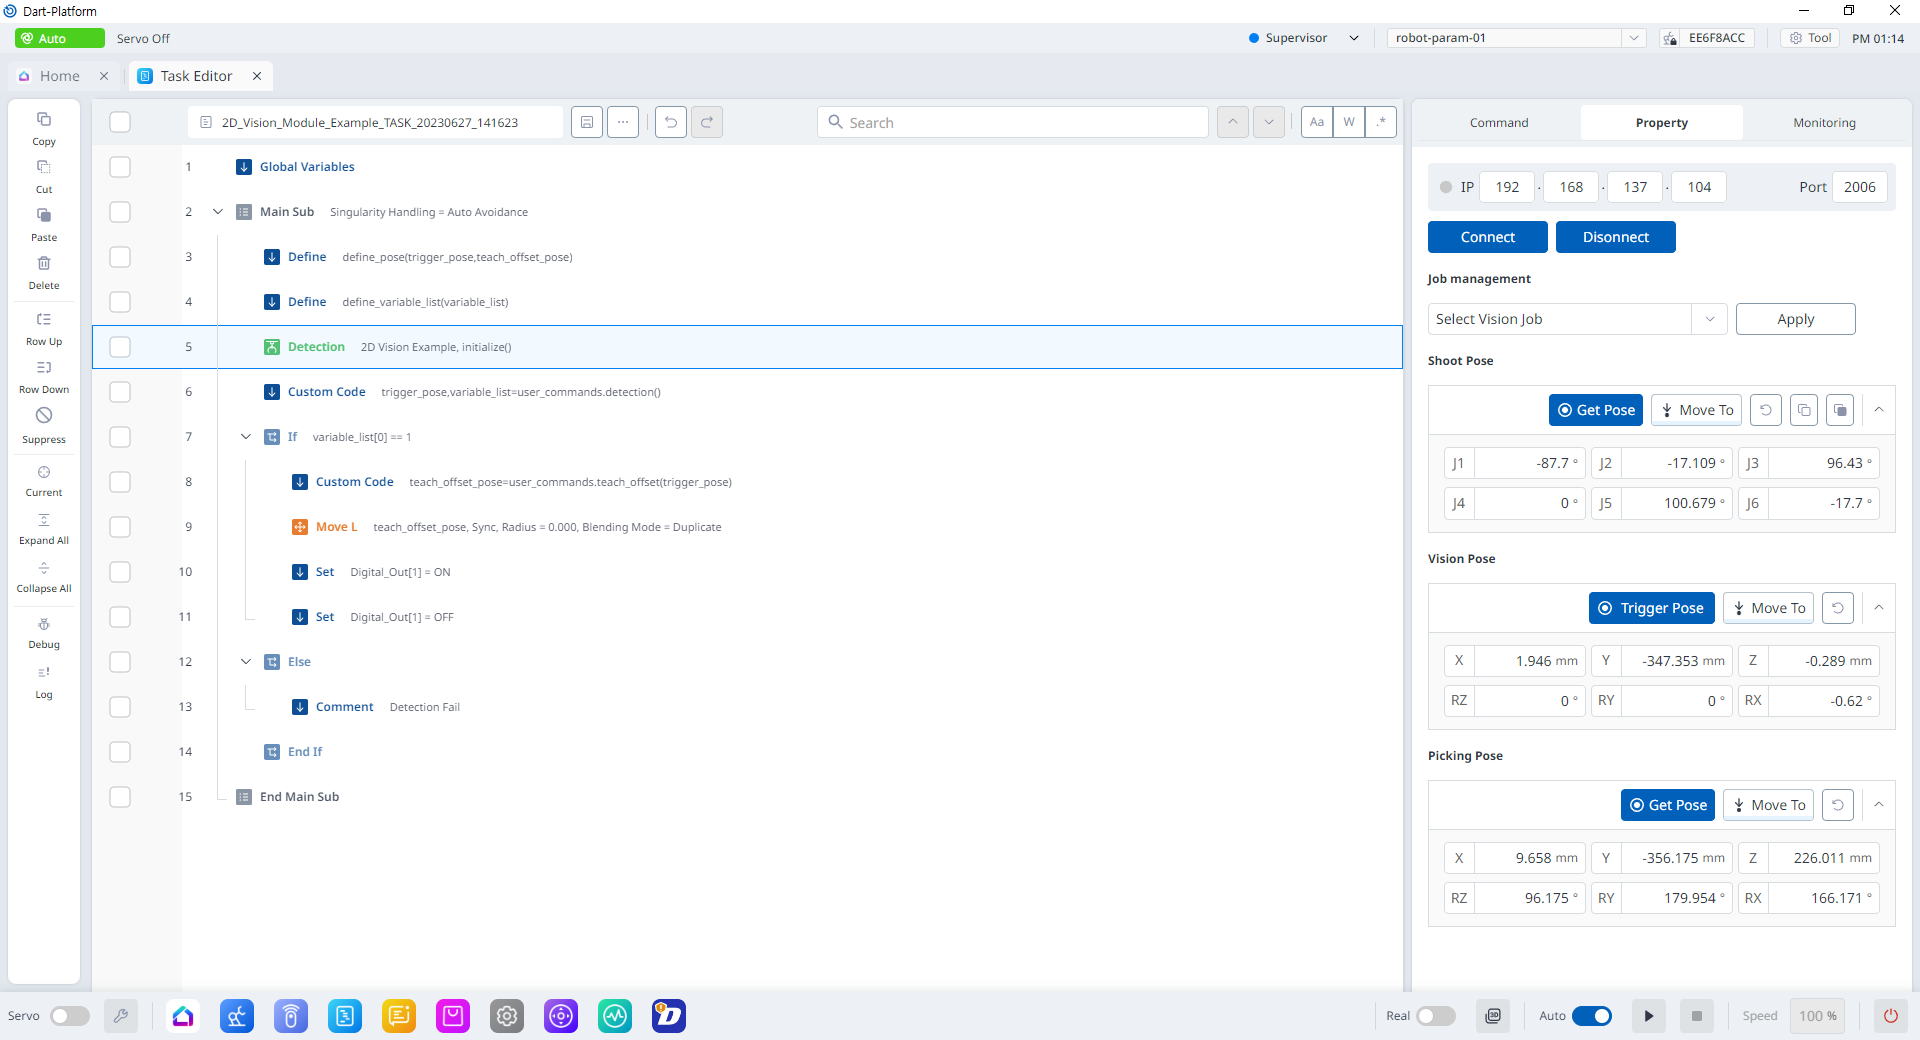 Dart-Platform
Auto Servo Off Supervisor robot-param-01 EE6F8ACC Tool PM 01:14
Home Task Editor
Copy
Cut
Paste
Delete
Row Up
Row Down
Suppress
Current
Expand All
Collapse All
Debug
Log
2D_Vision_Module_Example_TASK_20230627_141623 ... Search Aa W .*
1 Global Variables
2 Main Sub Singularity Handling = Auto Avoidance
3 Define define_pose(trigger_pose,teach_offset_pose)
4 Define define_variable_list(variable_list)
5 Detection 2D Vision Example, initialize()
6 Custom Code trigger_pose,variable_list=user_commands.detection()
7 If variable_list[0] == 1
8 Custom Code teach_offset_pose=user_commands.teach_offset(trigger_pose)
9 Move L teach_offset_pose, Sync, Radius = 0.000, Blending Mode = Duplicate
10 Set Digital_Out[1] = ON
11 Set Digital_Out[1] = OFF
12 Else
13 Comment Detection Fail
14 End If
15 End Main Sub
Command Property Monitoring
IP 192 . 168 . 137 . 104 Port 2006
Connect Disonnect
Job management
Select Vision Job Apply
Shoot Pose
Get Pose Move To
J1 -87.7 ° J2 -17.109 ° J3 96.43 °
J4 0 ° J5 100.679 ° J6 -17.7 °
Vision Pose
Trigger Pose Move To
X 1.946 mm Y -347.353 mm Z -0.289 mm
RZ 0 ° RY 0 ° RX -0.62 °
Picking Pose
Get Pose Move To
X 9.658 mm Y -356.175 mm Z 226.011 mm
RZ 96.175 ° RY 179.954 ° RX 166.171 °
Servo D Real 3D Auto Speed 100 %